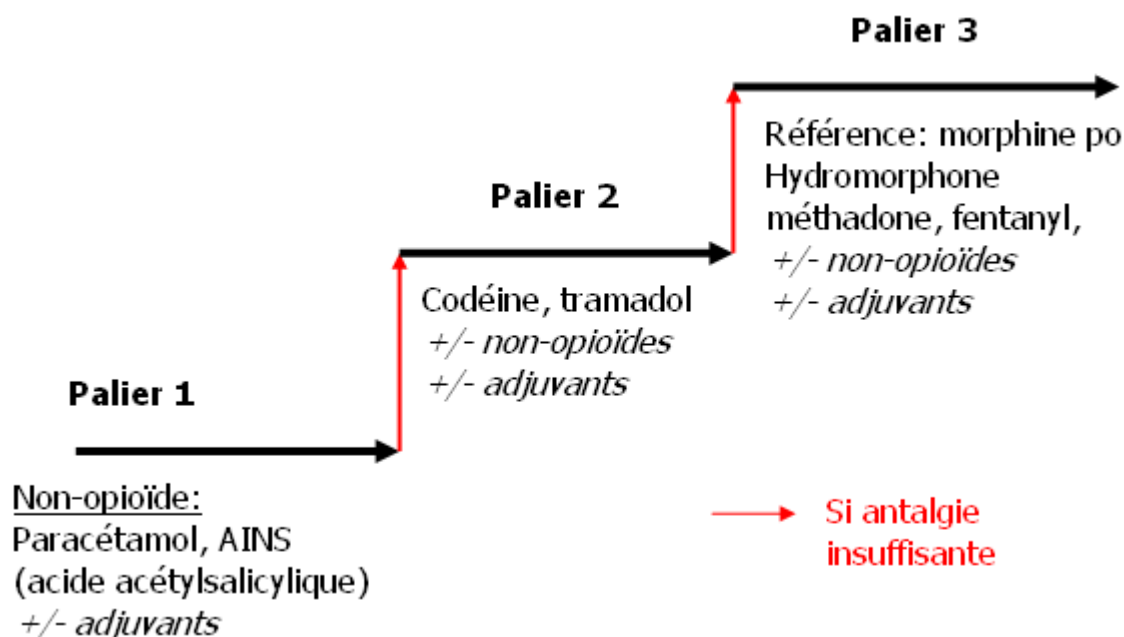 Palier 3
Référence: morphine po
Hydromorphone
méthadone, fentanyl,
+/- non-opioïdes
+/- adjuvants
Palier 2
Codéine, tramadol
+/- non-opioïdes
+/- adjuvants
Palier 1
Non-opioïde:
Paracétamol, AINS
(acide acétylsalicylique)
+/- adjuvants
Si antalgie
insuffisante